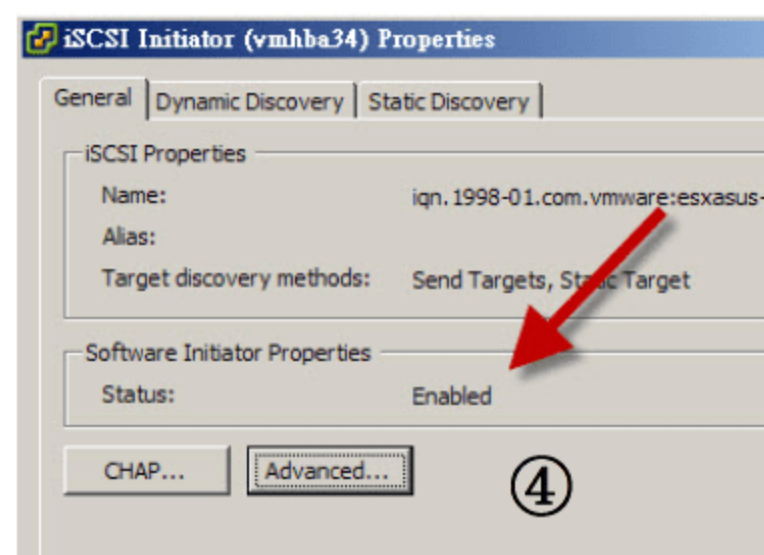 iSCSI Initiator (vmhba34) Properties
General Dynamic Discovery Static Discovery
iSCSI Properties
Name: iqn.1998-01.com.vmware:esxasus-
Alias:
Target discovery methods: Send Targets, Static Target
Software Initiator Properties
Status: Enabled
CHAP... Advanced...
④